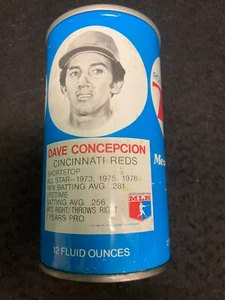 DAVE CONCEPCION
CINCINNATI REDS
SHORTSTOP
ALL STAR—1973, 1975, 1976
1976 BATTING AVG. .281
LIFETIME
BATTING AVG. .256
BATS RIGHT/THROWS RIGHT
YEARS PRO
MLB
12 FLUID OUNCES